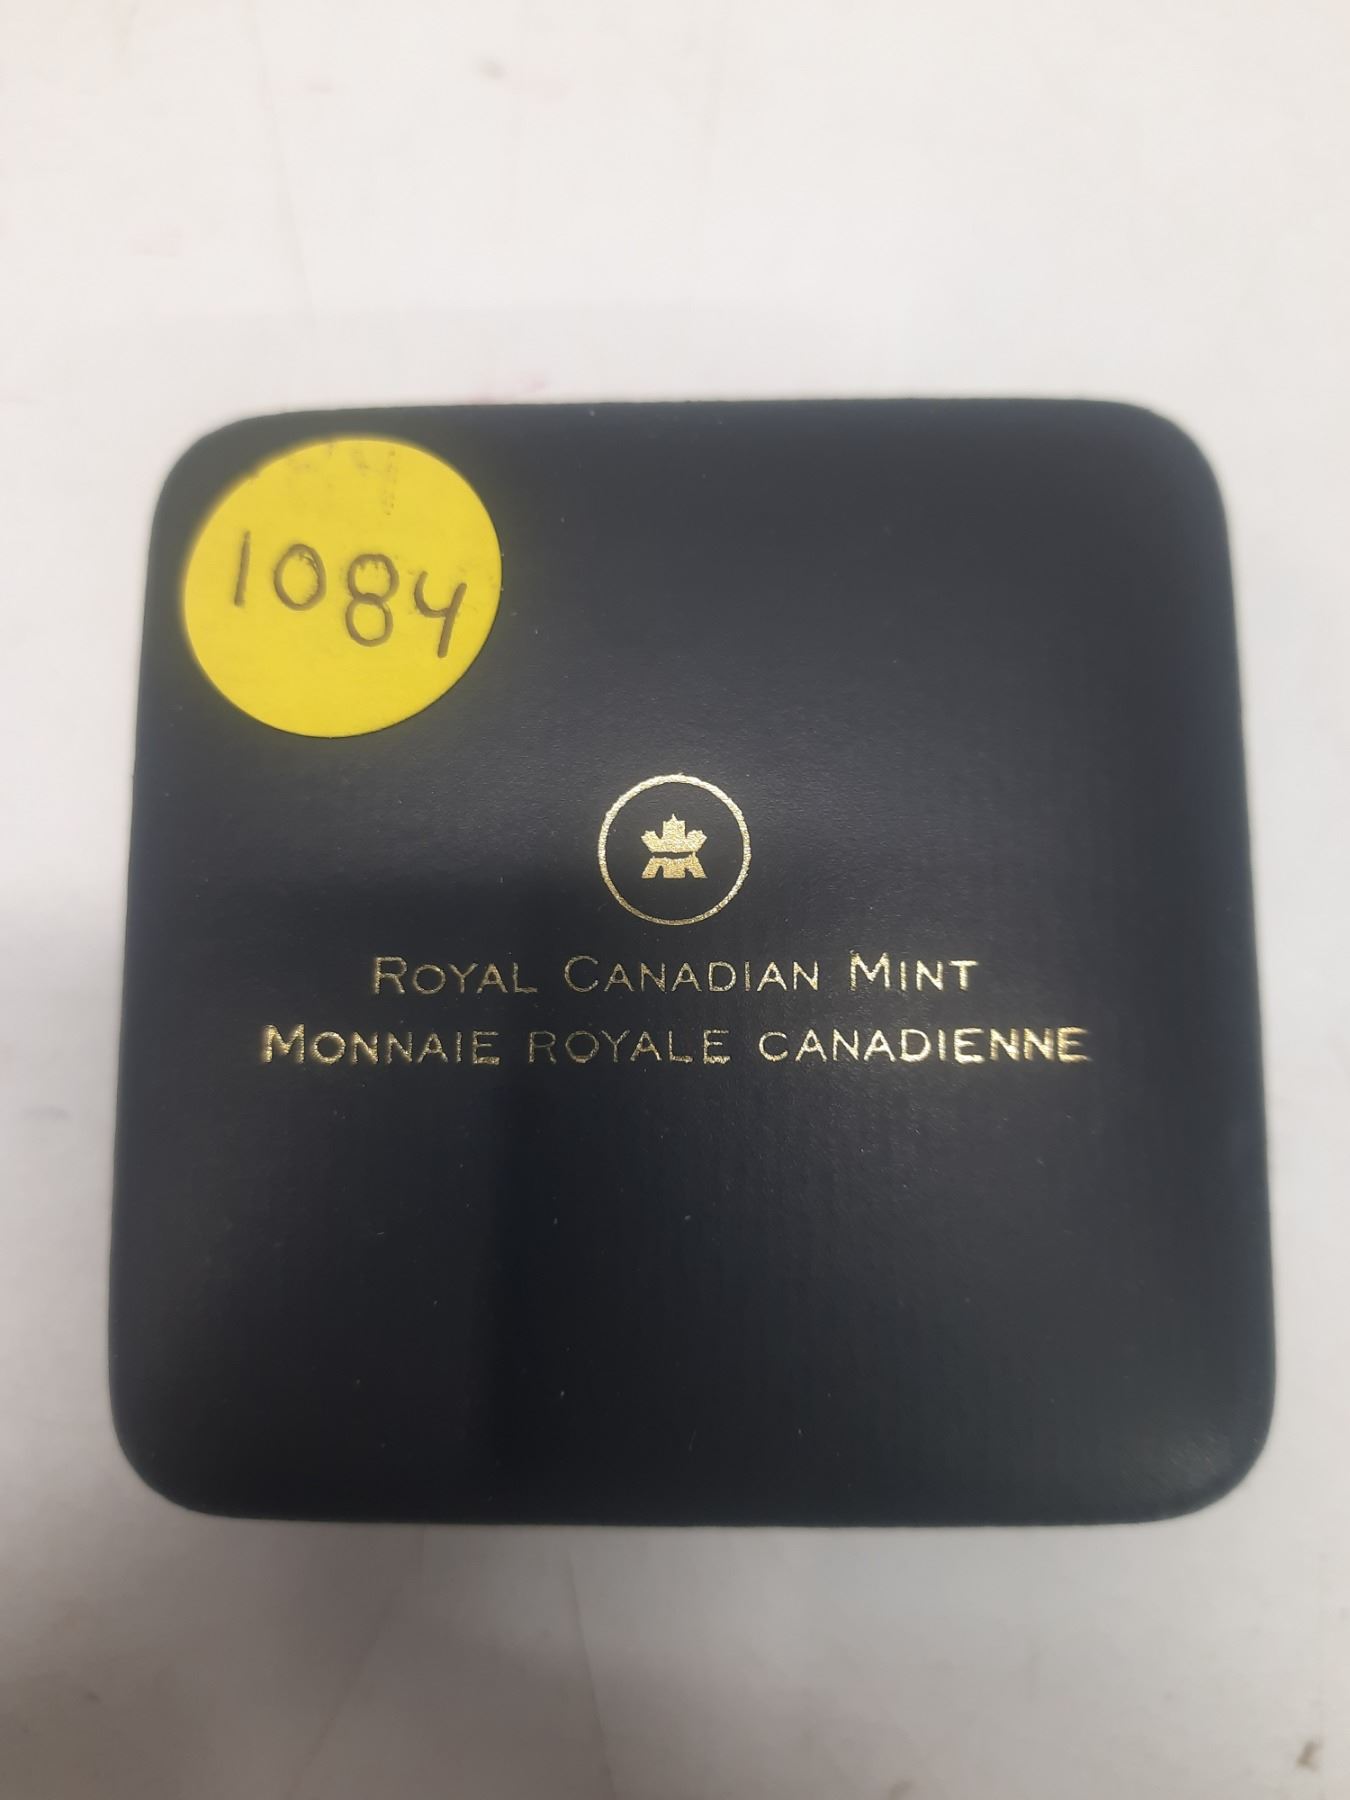 1084
ROYAL CANADIAN MINT
MONNAIE ROYALE CANADIENNE